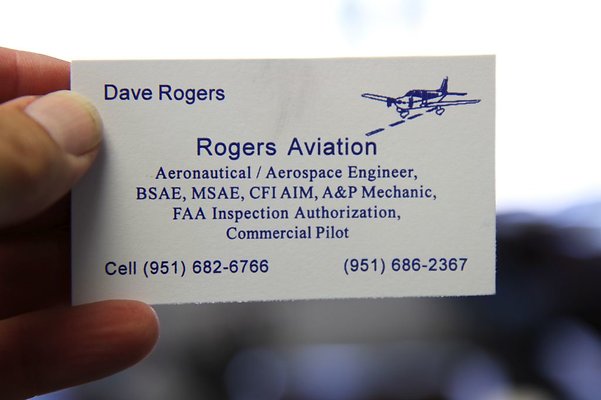 Dave Rogers
Rogers Aviation
Aeronautical / Aerospace Engineer,
BSAE, MSAE, CFI AIM, A&P Mechanic,
FAA Inspection Authorization,
Commercial Pilot
Cell (951) 682-6766 (951) 686-2367